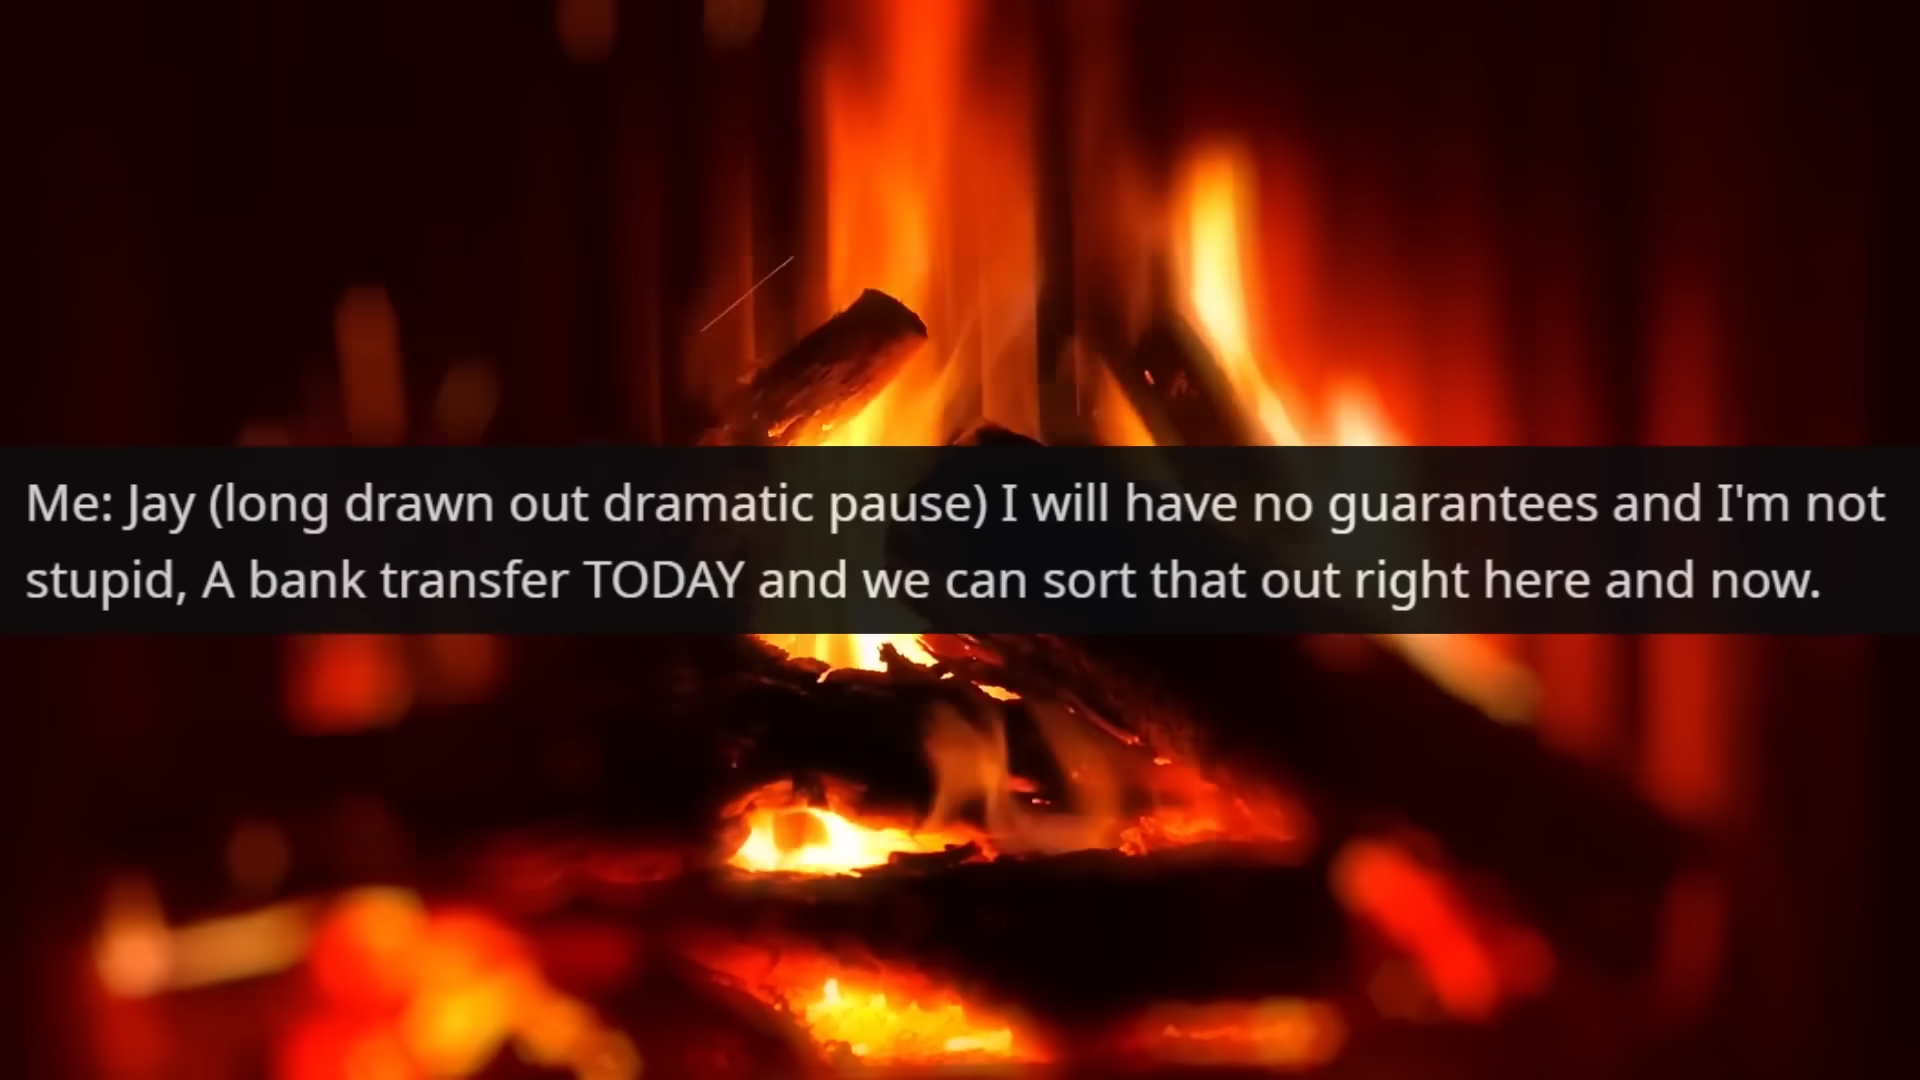 Me: Jay (long drawn out dramatic pause) I will have no guarantees and I'm not
stupid, A bank transfer TODAY and we can sort that out right here and now.